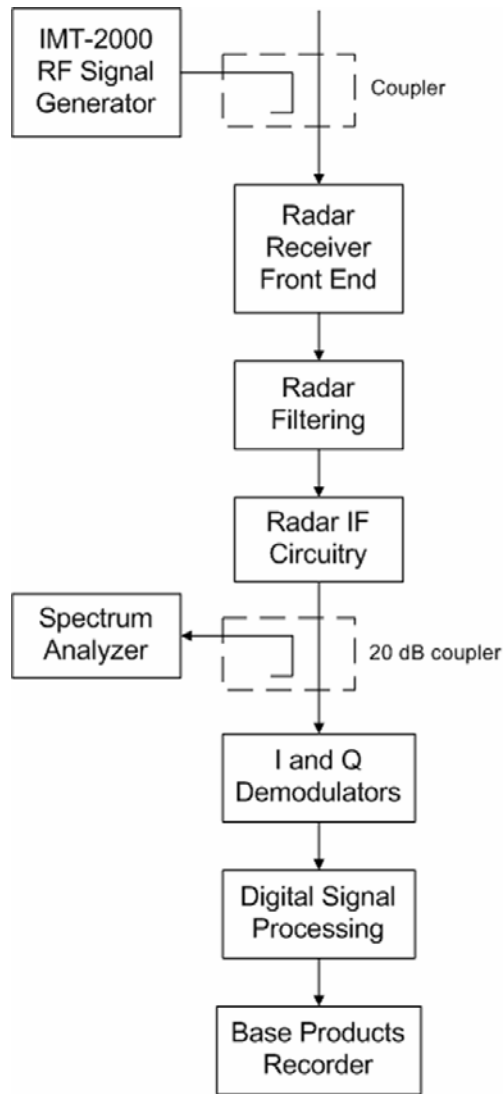 IMT-2000
RF Signal
Generator
Coupler
Radar
Receiver
Front End
Radar
Filtering
Radar IF
Circuitry
Spectrum
Analyzer
20 dB coupler
I and Q
Demodulators
Digital Signal
Processing
Base Products
Recorder